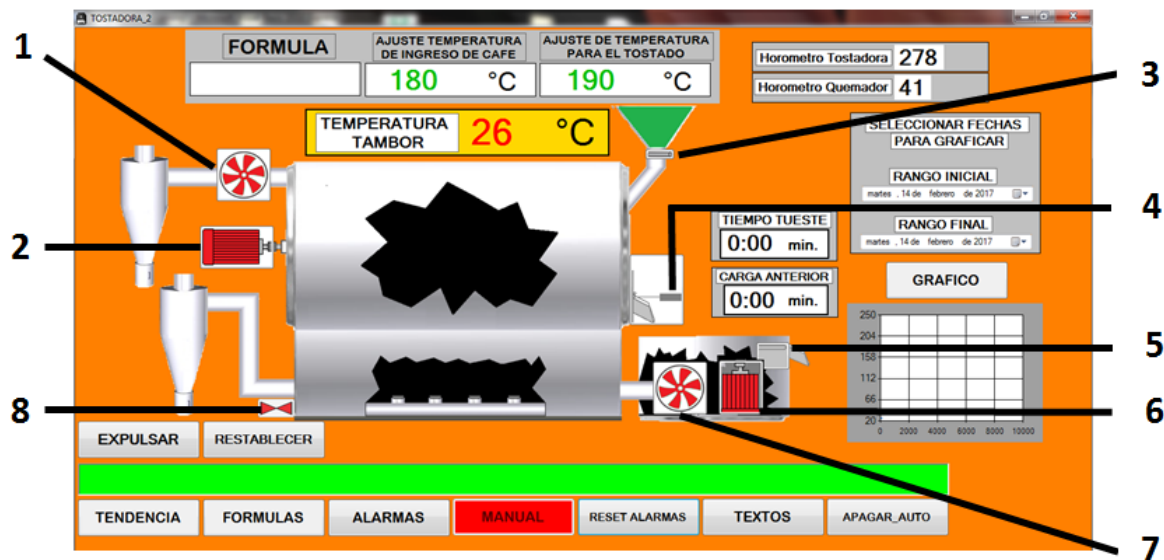 TOSTADORA_2
FORMULA
AJUSTE TEMPERATURA
DE INGRESO DE CAFE
180 °C
AJUSTE DE TEMPERATURA
PARA EL TOSTADO
190 °C
Horometro Tostadora 278
Horometro Quemador 41
TEMPERATURA
TAMBOR
26 °C
1
2
3
4
5
6
7
8
SELECCIONAR FECHAS
PARA GRAFICAR
RANGO INICIAL
martes , 14 de febrero de 2017
RANGO FINAL
martes , 14 de febrero de 2017
TIEMPO TUESTE
0:00 min.
CARGA ANTERIOR
0:00 min.
GRAFICO
250
204
158
112
66
20
0 2000 4000 6000 8000 10000
EXPULSAR RESTABLECER
TENDENCIA FORMULAS ALARMAS MANUAL RESET ALARMAS TEXTOS APAGAR_AUTO